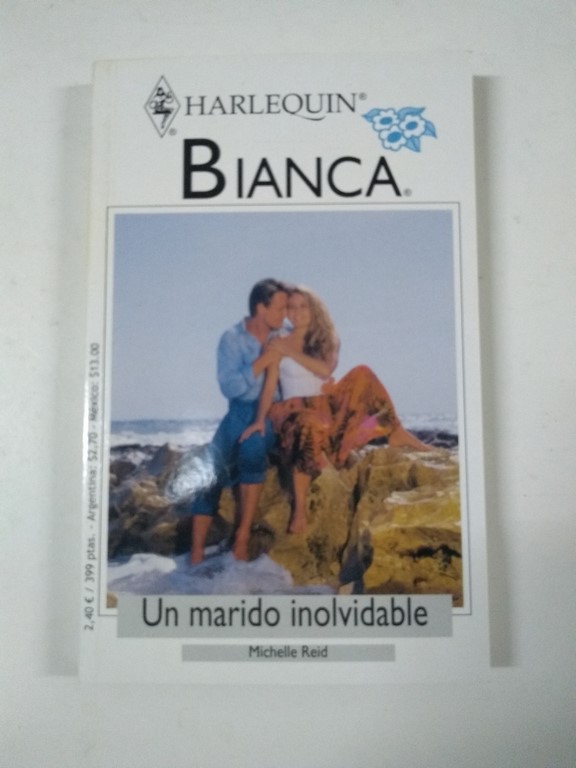 HARLEQUIN®
BIANCA®
2,40 € / 399 ptas. - Argentina: $2,70 - México: $13.00
Un marido inolvidable
Michelle Reid